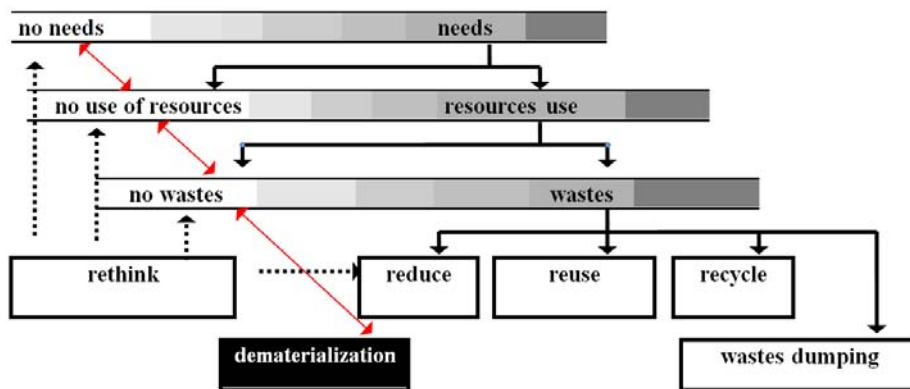 no needs needs
no use of resources resources use
no wastes wastes
rethink reduce reuse recycle
dematerialization wastes dumping